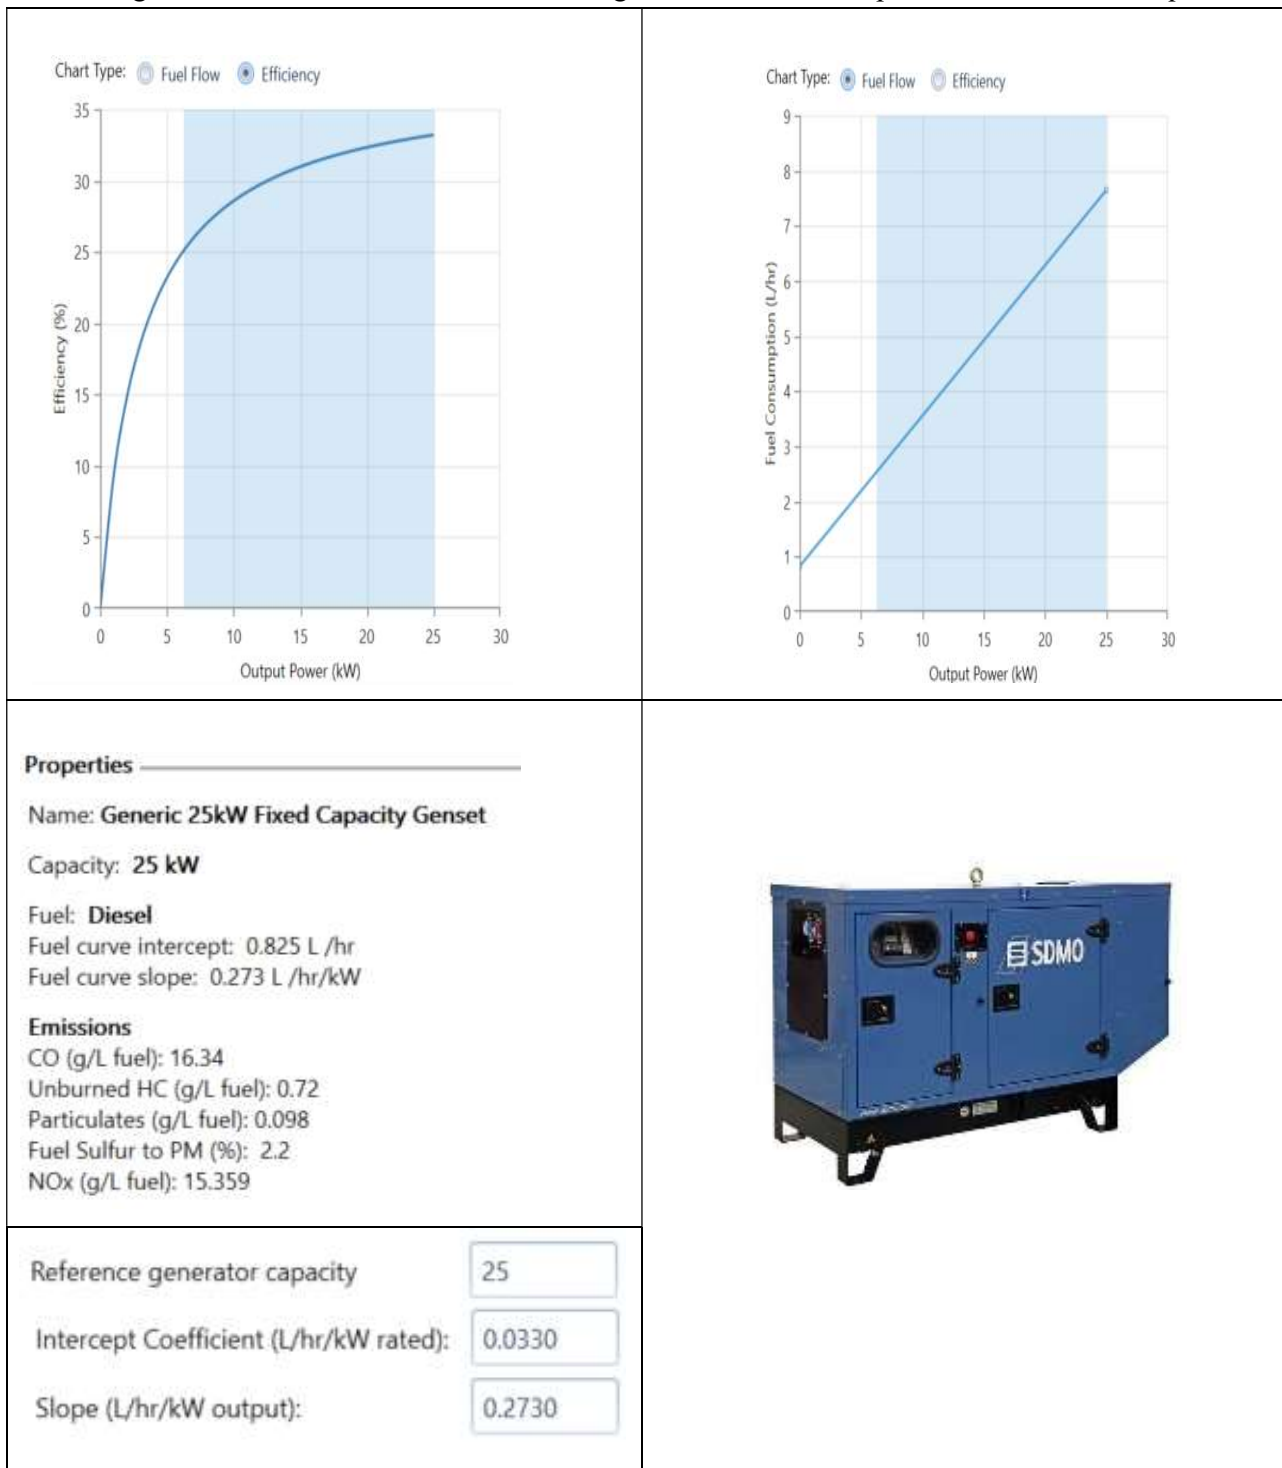 Chart Type: Fuel Flow Efficiency
35
30
25
20
15
10
5
0
Efficiency (%)
0 5 10 15 20 25 30
Output Power (kW)
Chart Type: Fuel Flow Efficiency
9
8
7
6
5
4
3
2
1
0
Fuel Consumption (L/hr)
0 5 10 15 20 25 30
Output Power (kW)
Properties
Name: Generic 25kW Fixed Capacity Genset
Capacity: 25 kW
Fuel: Diesel
Fuel curve intercept: 0.825 L /hr
Fuel curve slope: 0.273 L /hr/kW
Emissions
CO (g/L fuel): 16.34
Unburned HC (g/L fuel): 0.72
Particulates (g/L fuel): 0.098
Fuel Sulfur to PM (%): 2.2
NOx (g/L fuel): 15.359
SDMO
Reference generator capacity 25
Intercept Coefficient (L/hr/kW rated): 0.0330
Slope (L/hr/kW output): 0.2730